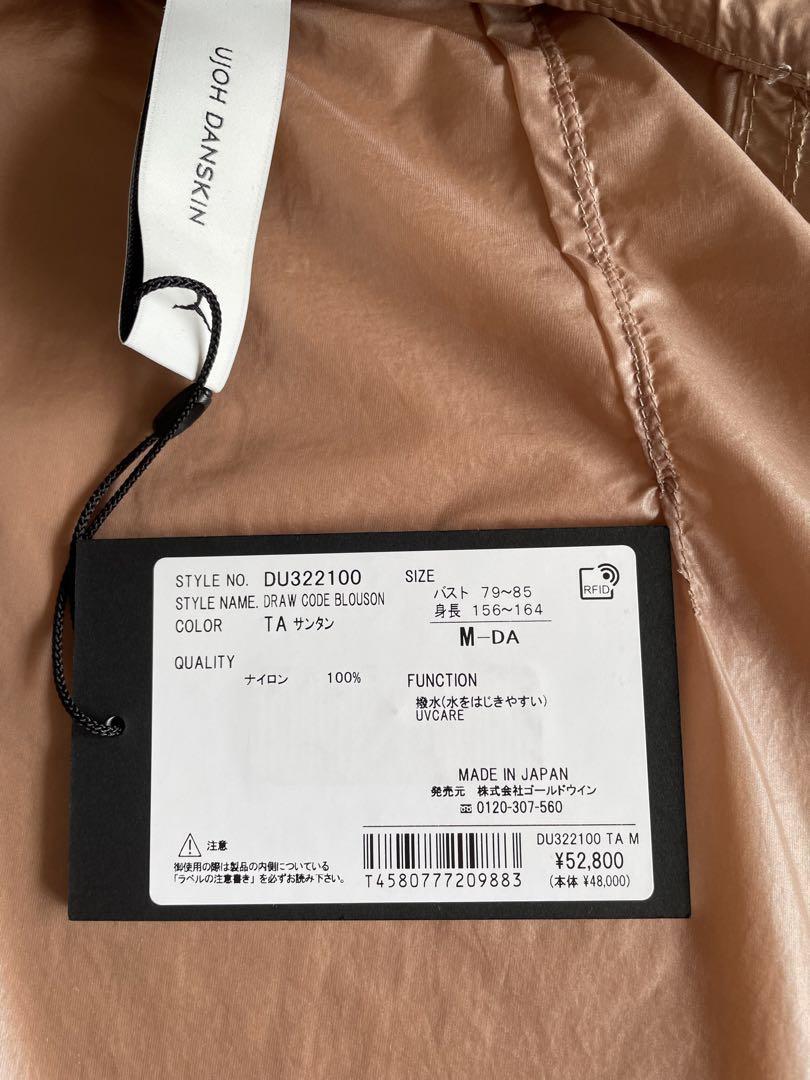 UJOH DANSKIN
STYLE NO. DU322100
STYLE NAME. DRAW CODE BLOUSON
COLOR TA サンタン
QUALITY
ナイロン 100%
SIZE
バスト 79~85
身長 156~164
M-DA
RFID
FUNCTION
撥水(水をはじきやすい)
UVCARE
MADE IN JAPAN
発売元 株式会社ゴールドウイン
0120-307-560
注意
御使用の際は製品の内側についている
「ラベルの注意書き」を必ずお読み下さい。
T4580777209883
DU322100 TA M
¥52,800
(本体 ¥48,000)